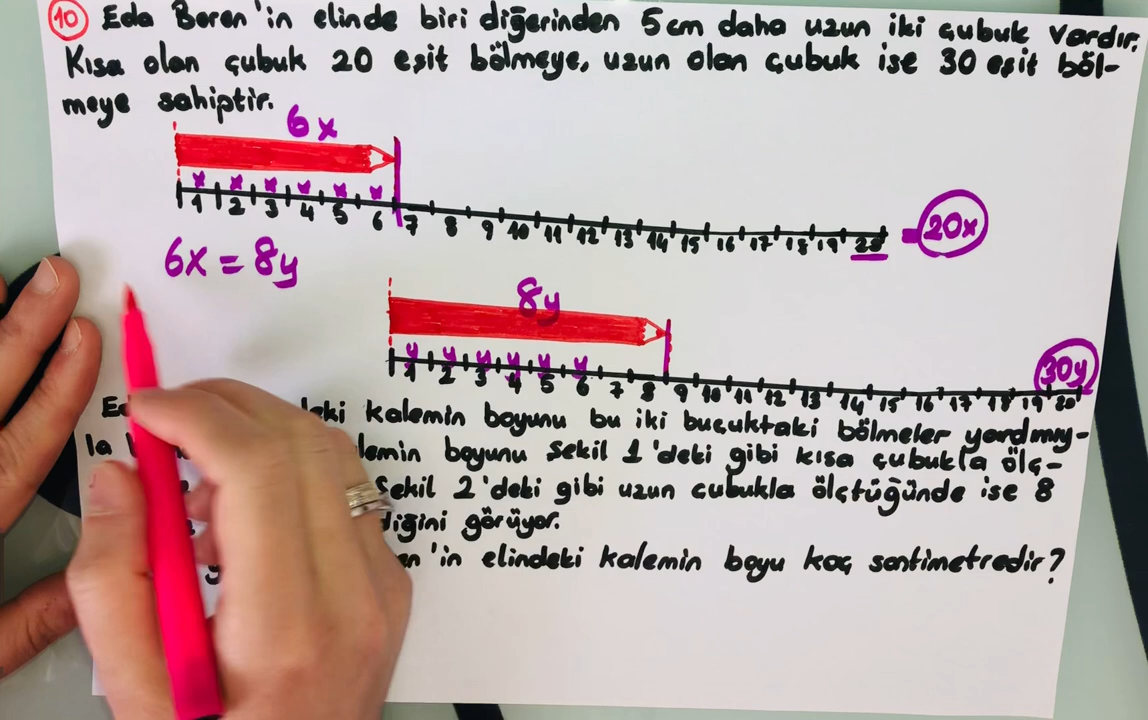 10 Eda Beren'in elinde biri diğerinden 5 cm daha uzun iki çubuk vardır.
Kısa olan çubuk 20 eşit bölmeye, uzun olan çubuk ise 30 eşit böl-
meye sahiptir.
6x
x x x x x x
1 2 3 4 5 6 7 8 9 10 11 12 13 14 15 16 17 18 19 20
20x
6x = 8y
8y
y y y y y y
1 2 3 4 5 6 7 8 9 10 11 12 13 14 15 16 17 18 19 20
30y
kalemin boyunu bu iki bucuktaki bölmeler yardımıy-
la boyunu Şekil 1'deki gibi kısa çubukla ölç-
Şekil 2'deki gibi uzun cubukla ölçtüğünde ise 8
görüyor.
'in elindeki kalemin boyu kaç santimetredir?